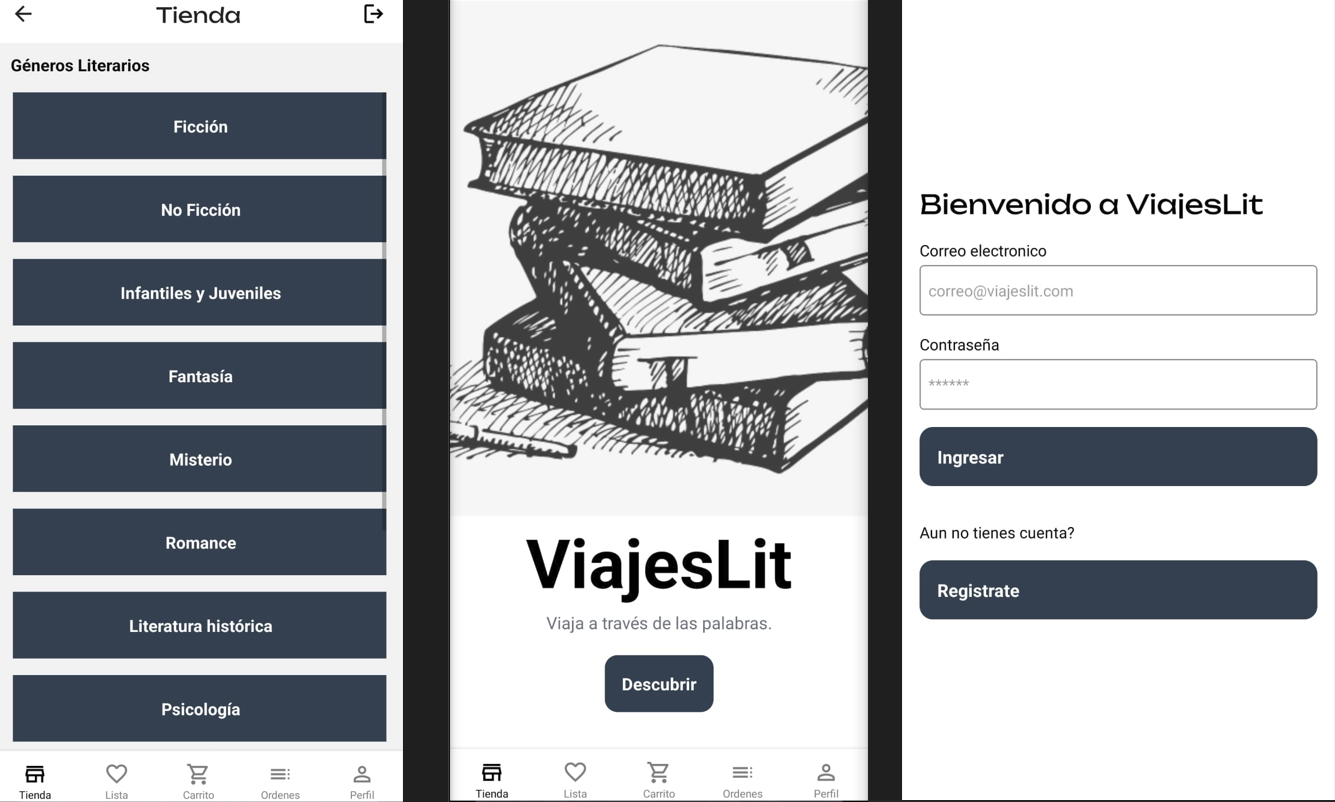 Tienda
Géneros Literarios
Ficción
No Ficción
Infantiles y Juveniles
Fantasía
Misterio
Romance
Literatura histórica
Psicología
Tienda
Lista
Carrito
Ordenes
Perfil
ViajesLit
Viaja a través de las palabras.
Descubrir
Tienda
Lista
Carrito
Ordenes
Perfil
Bienvenido a ViajesLit
Correo electronico
correo@viajeslit.com
Contraseña
******
Ingresar
Aun no tienes cuenta?
Registrate